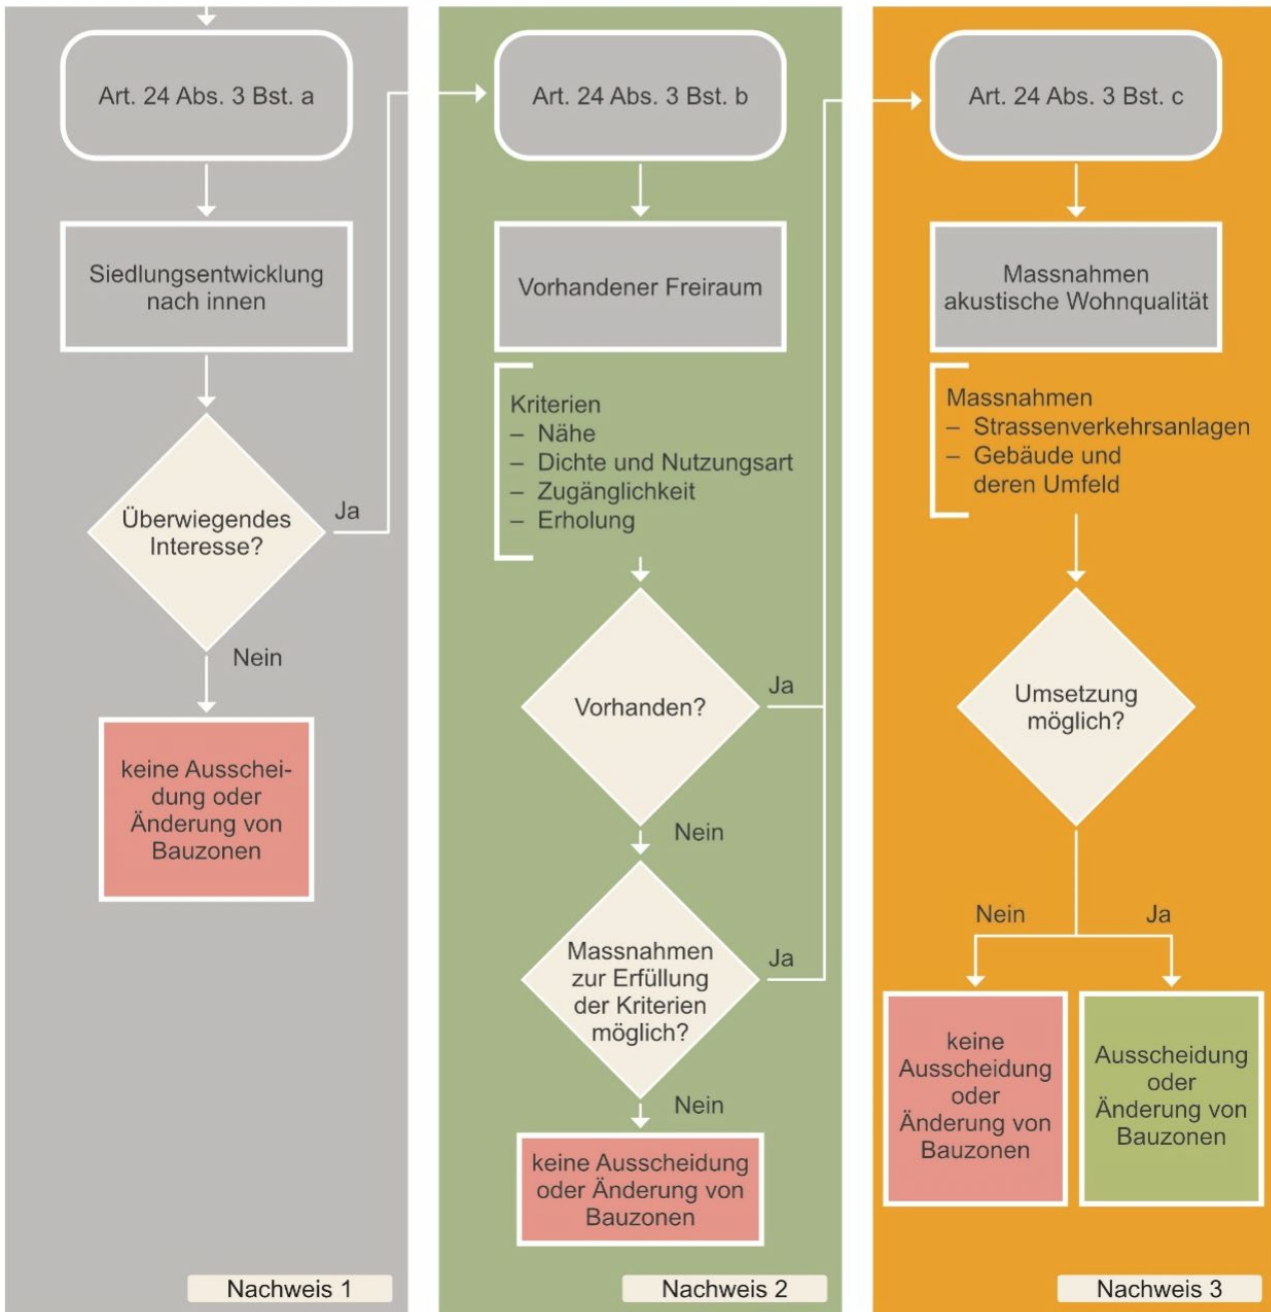 Art. 24 Abs. 3 Bst. a
Siedlungsentwicklung
nach innen
Überwiegendes
Interesse?
Ja
Nein
keine Ausschei-
dung oder
Änderung von
Bauzonen
Nachweis 1
Art. 24 Abs. 3 Bst. b
Vorhandener Freiraum
Kriterien
– Nähe
– Dichte und Nutzungsart
– Zugänglichkeit
– Erholung
Vorhanden?
Ja
Nein
Massnahmen
zur Erfüllung
der Kriterien
möglich?
Ja
Nein
keine Ausscheidung
oder Änderung von
Bauzonen
Nachweis 2
Art. 24 Abs. 3 Bst. c
Massnahmen
akustische Wohnqualität
Massnahmen
– Strassenverkehrsanlagen
– Gebäude und
deren Umfeld
Umsetzung
möglich?
Nein
Ja
keine
Ausscheidung
oder
Änderung von
Bauzonen
Ausscheidung
oder
Änderung von
Bauzonen
Nachweis 3